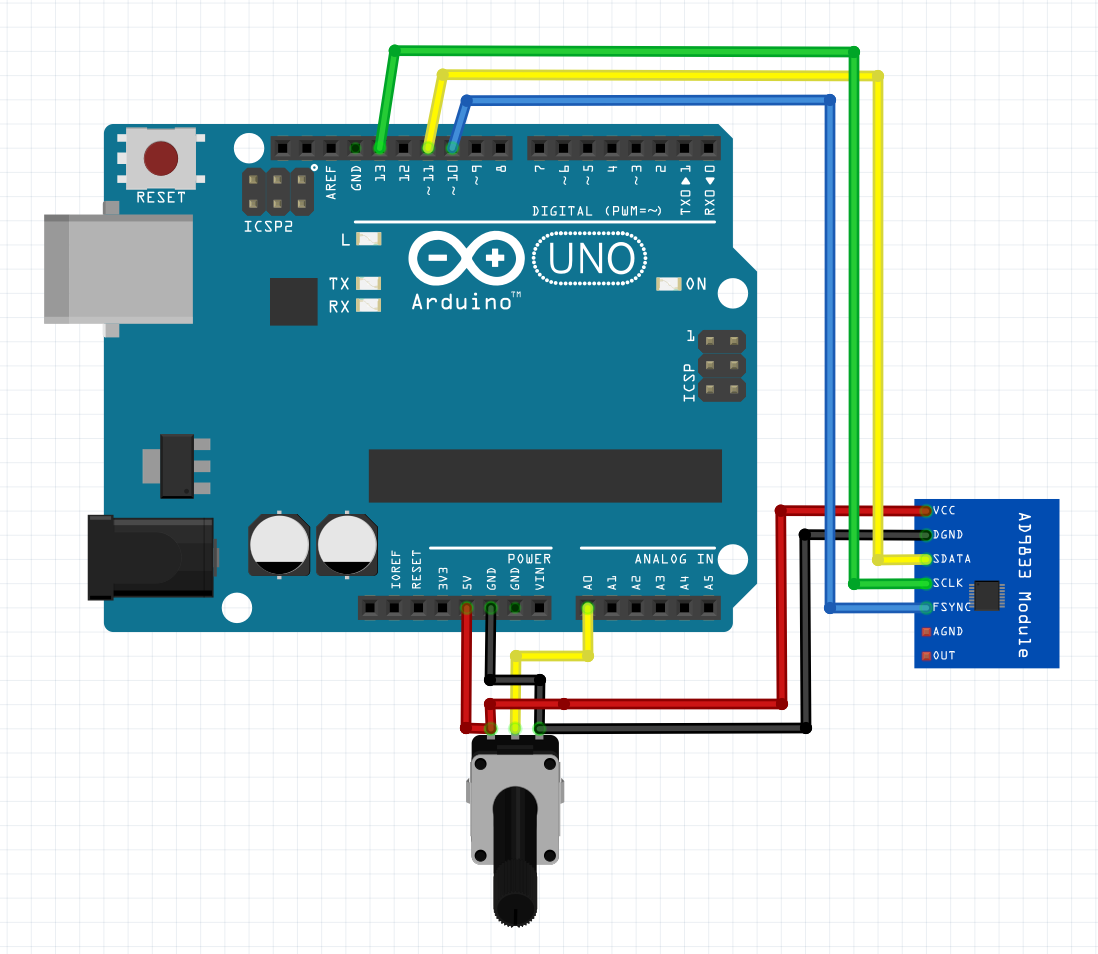 RESET
ICSP2
AREF
GND
13
12
~11
~10
~9
8
7
~6
~5
4
~3
2
TX0▶1
RX0◀0
DIGITAL (PWM=~)
L
TX
RX
Arduino™
UNO
ON
1
ICSP
IOREF
RESET
3V3
5V
GND
GND
VIN
POWER
ANALOG IN
A0
A1
A2
A3
A4
A5
VCC
DGND
SDATA
SCLK
FSYNC
AGND
OUT
AD9833 Module